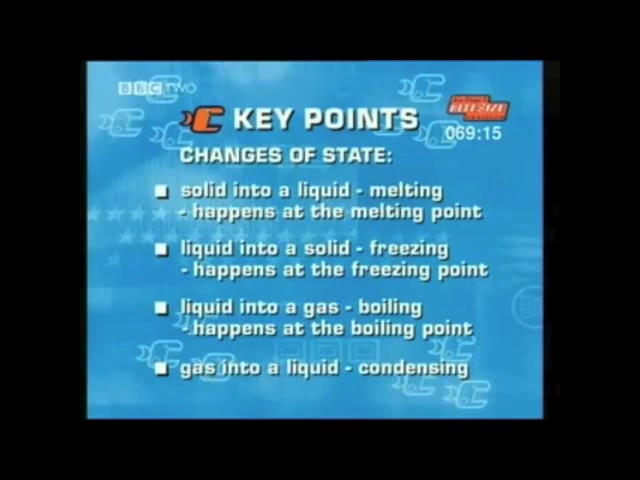 BBC TWO
KEY POINTS
BITESIZE
069:15
CHANGES OF STATE:
solid into a liquid - melting
- happens at the melting point
liquid into a solid - freezing
- happens at the freezing point
liquid into a gas - boiling
- happens at the boiling point
gas into a liquid - condensing